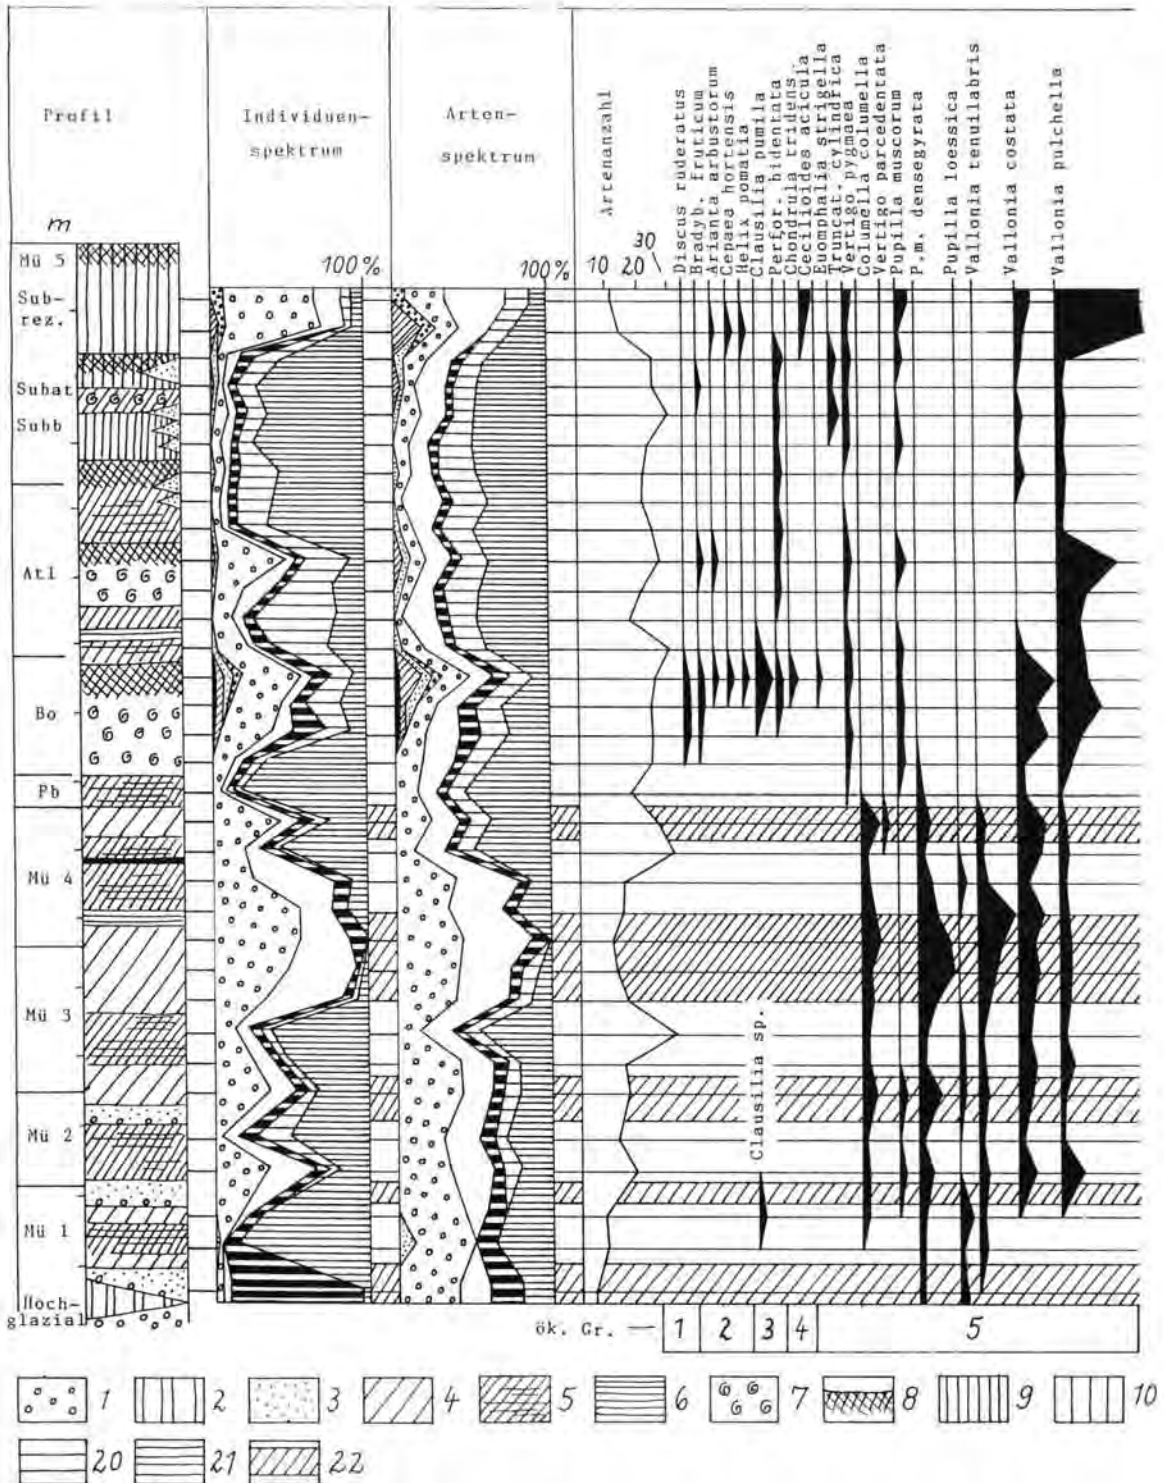 Profil
Individuen-
spektrum
Arten-
spektrum
Artenanzahl
Discus ruderatus
Bradyb. fruticum
Arianta arbustorum
Cepaea hortensis
Helix pomatia
Clausilia pumila
Perfor. bidentata
Chondrula tridens
Cecilioides acicula
Euomphalia strigella
Truncat. cylindrica
Vertigo pygmaea
Columella columella
Vertigo parcedentata
Pupilla muscorum
P.m. densegyrata
Pupilla loessica
Vallonia tenuilabris
Vallonia costata
Vallonia pulchella
m
100%
100%
10 20 30
Mü 5
Sub-
rez.
Subat
Subb
Atl
Bo
Pb
Mü 4
Mü 3
Mü 2
Mü 1
Hoch-
glazial
Clausilia sp.
ök. Gr. — 1 2 3 4 5
1 2 3 4 5 6 7 8 9 10
20 21 22